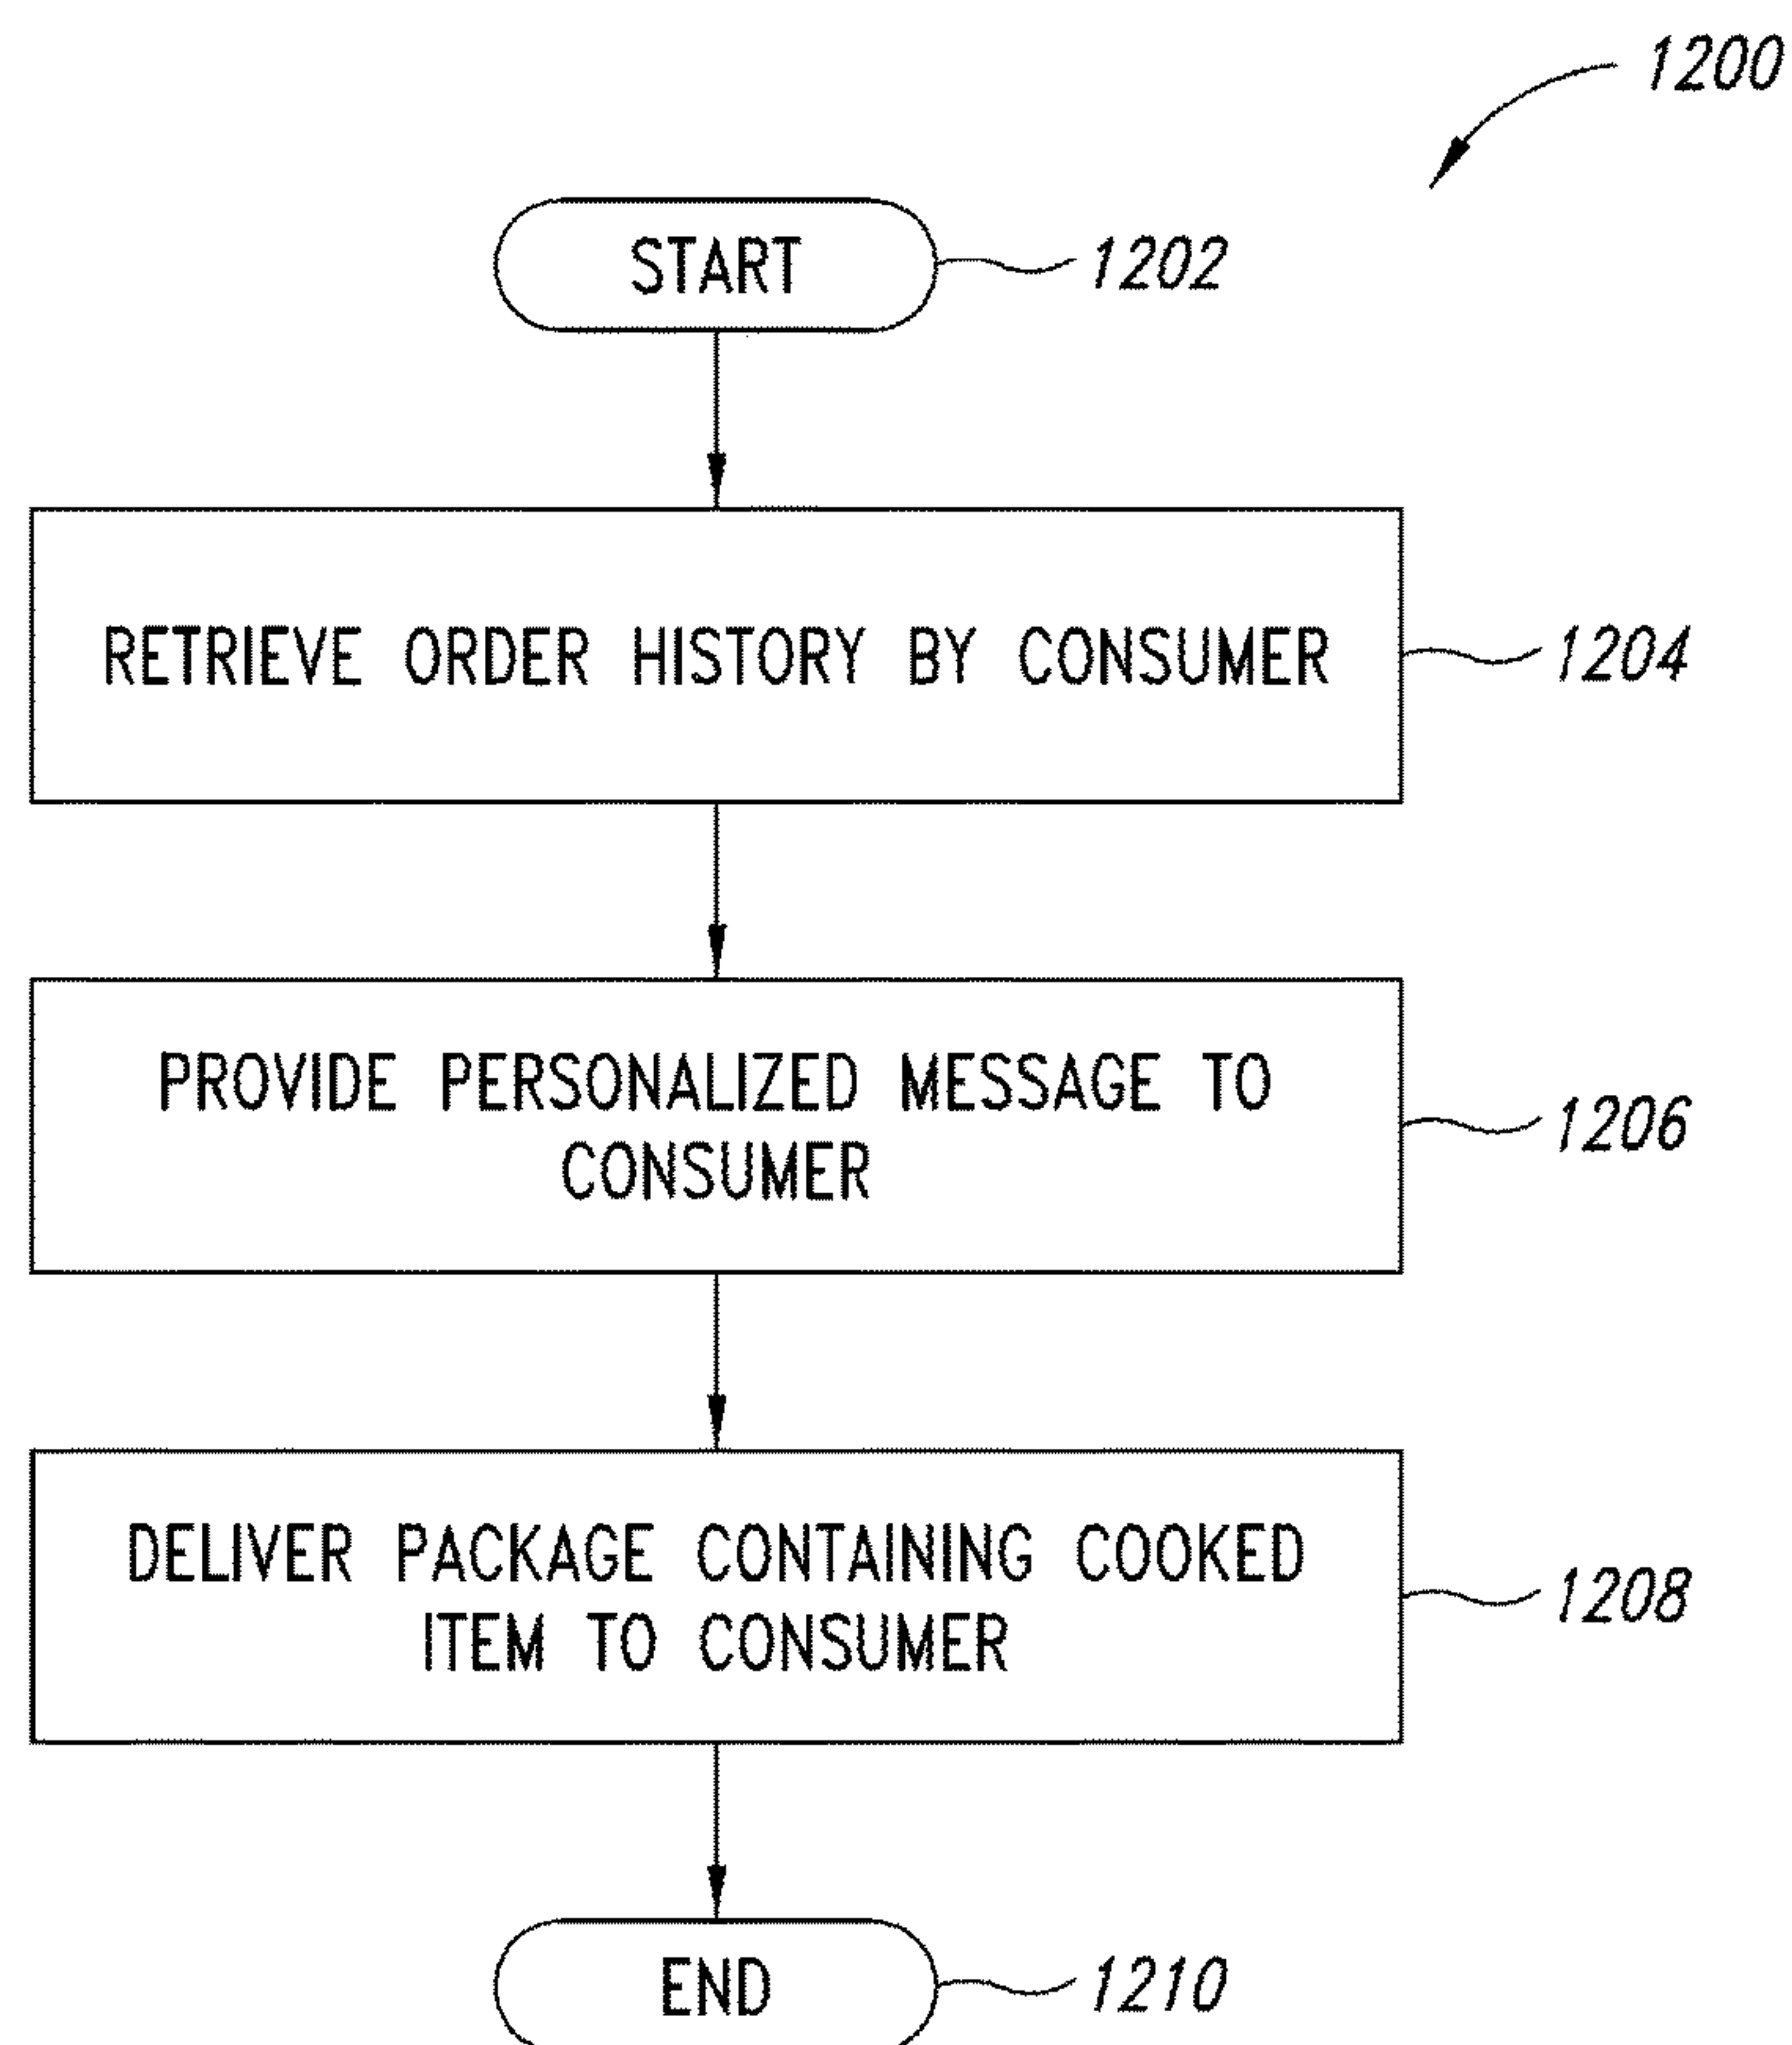 1200
START
1202
RETRIEVE ORDER HISTORY BY CONSUMER
1204
PROVIDE PERSONALIZED MESSAGE TO
CONSUMER
1206
DELIVER PACKAGE CONTAINING COOKED
ITEM TO CONSUMER
1208
END
1210